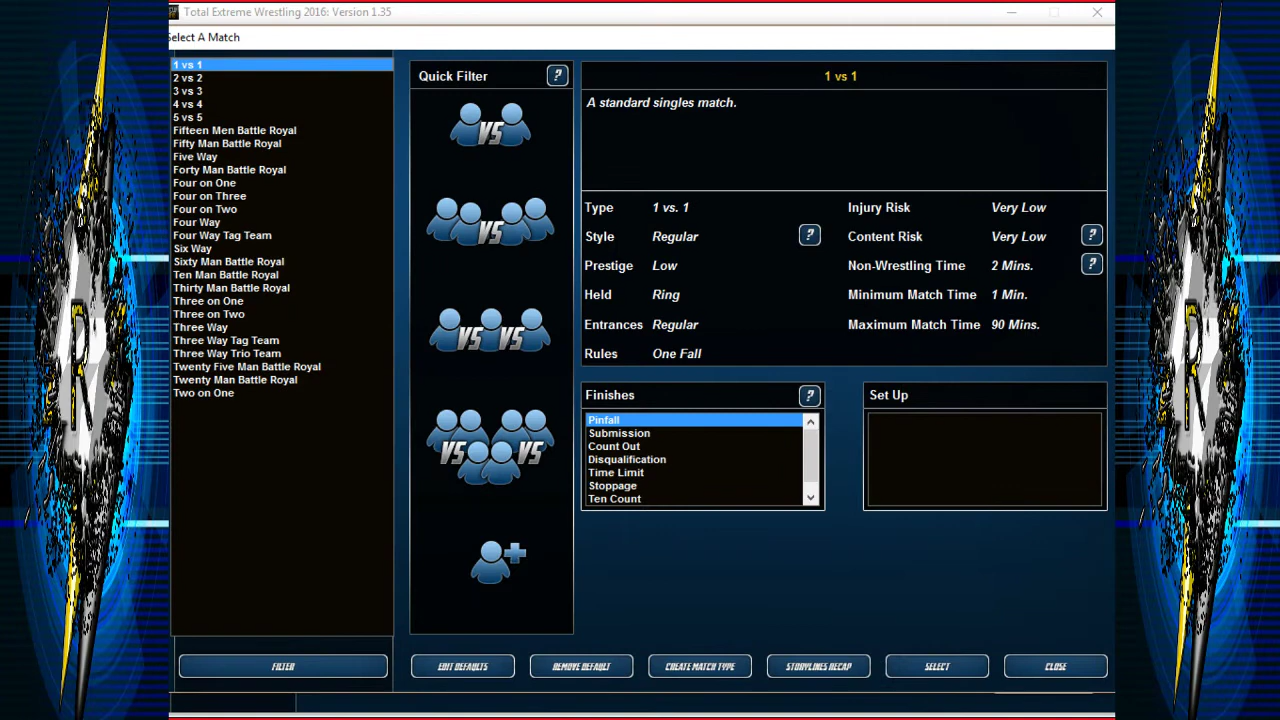 Total Extreme Wrestling 2016: Version 1.35
Select A Match
1 vs 1
2 vs 2
3 vs 3
4 vs 4
5 vs 5
Fifteen Men Battle Royal
Fifty Man Battle Royal
Five Way
Forty Man Battle Royal
Four on One
Four on Three
Four on Two
Four Way
Four Way Tag Team
Six Way
Sixty Man Battle Royal
Ten Man Battle Royal
Thirty Man Battle Royal
Three on One
Three on Two
Three Way
Three Way Tag Team
Three Way Trio Team
Twenty Five Man Battle Royal
Twenty Man Battle Royal
Two on One
FILTER
Quick Filter ?
VS
VS
VS VS
VS VS
1 vs 1
A standard singles match.
Type 1 vs. 1 Injury Risk Very Low
Style Regular ? Content Risk Very Low ?
Prestige Low Non-Wrestling Time 2 Mins. ?
Held Ring Minimum Match Time 1 Min.
Entrances Regular Maximum Match Time 90 Mins.
Rules One Fall
Finishes ?
Pinfall
Submission
Count Out
Disqualification
Time Limit
Stoppage
Ten Count
Set Up
EDIT DEFAULTS REMOVE DEFAULT CREATE MATCH TYPE STORYLINES RECAP SELECT CLOSE
R
R